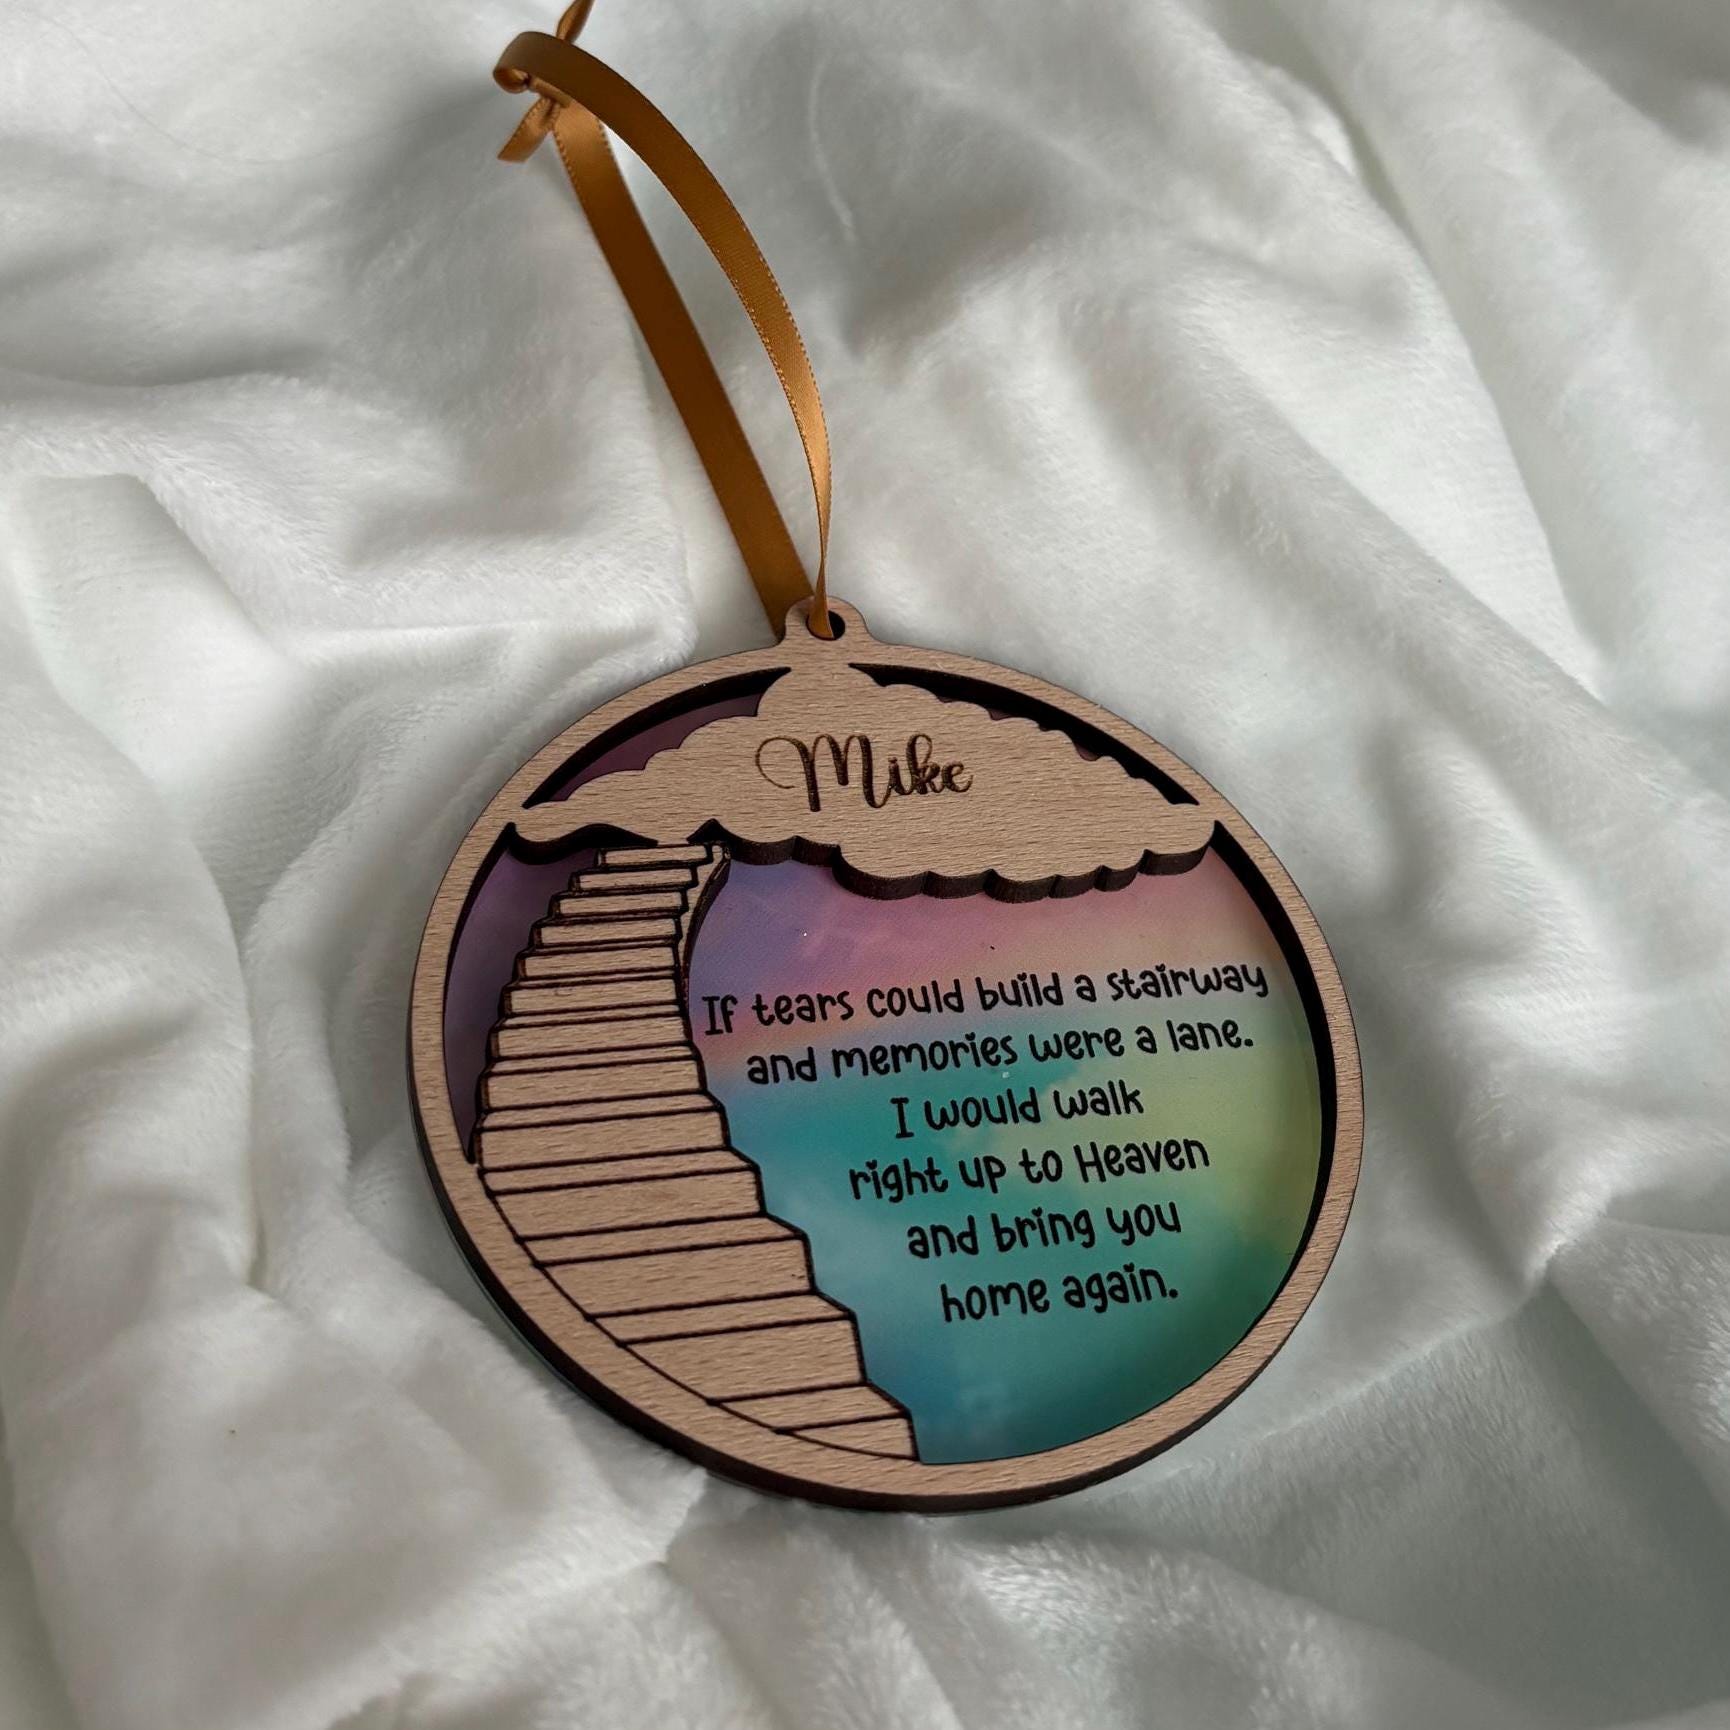 Mike
If tears could build a stairway
and memories were a lane.
I would walk
right up to Heaven
and bring you
home again.